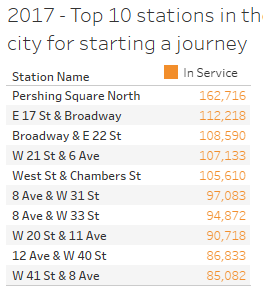 2017 - Top 10 stations in the
city for starting a journey
Station Name In Service
Pershing Square North 162,716
E 17 St & Broadway 112,218
Broadway & E 22 St 108,590
W 21 St & 6 Ave 107,133
West St & Chambers St 105,610
8 Ave & W 31 St 97,083
8 Ave & W 33 St 94,872
W 20 St & 11 Ave 90,718
12 Ave & W 40 St 86,833
W 41 St & 8 Ave 85,082